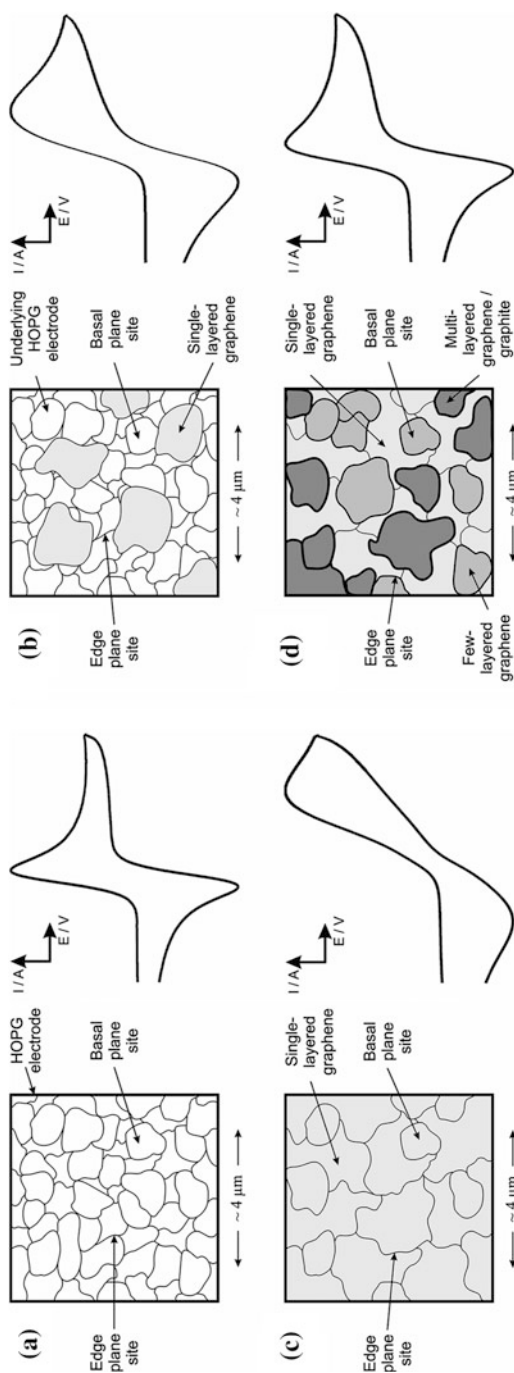 (a)
HOPG
electrode
Edge
plane
site
Basal
plane
site
~ 4 μm
I / A
E / V
(b)
Underlying
HOPG
electrode
Edge
plane
site
Basal
plane
site
Single-
layered
graphene
~ 4 μm
I / A
E / V
(c)
Single-
layered
graphene
Edge
plane
site
Basal
plane
site
~ 4 μm
I / A
E / V
(d)
Single-
layered
graphene
Edge
plane
site
Basal
plane
site
Few-
layered
graphene
Multi-
layered
graphene /
graphite
~ 4 μm
I / A
E / V